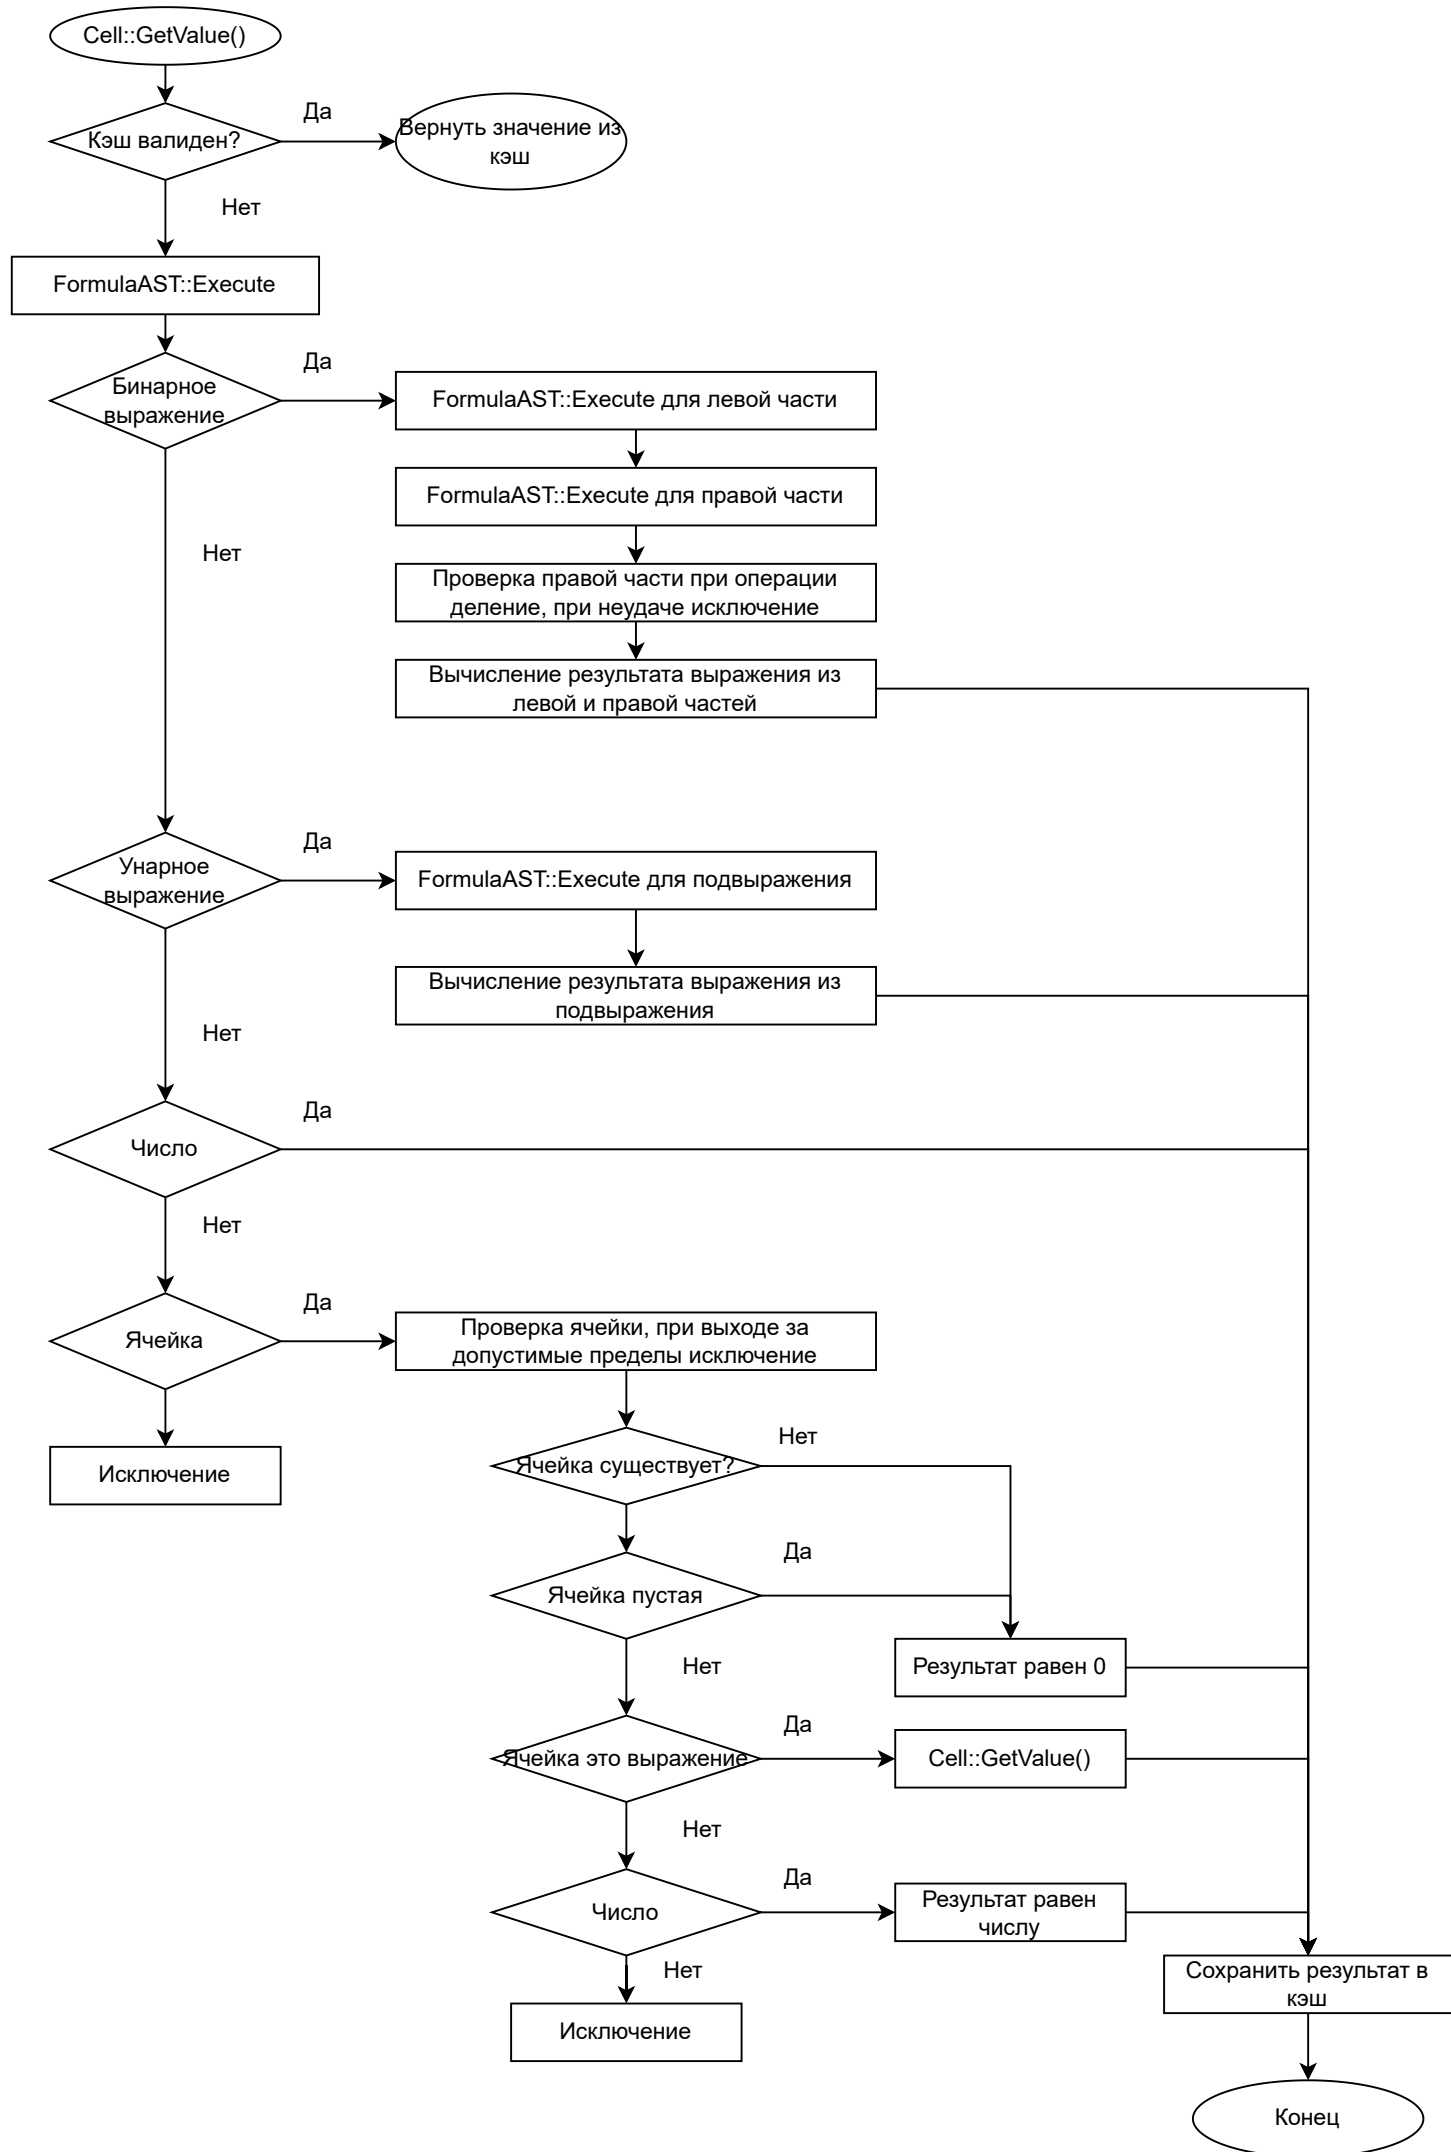 Cell::GetValue()
Да
Кэш валиден?
Вернуть значение из
кэш
Нет
FormulaAST::Execute
Да
Бинарное
выражение
FormulaAST::Execute для левой части
FormulaAST::Execute для правой части
Нет
Проверка правой части при операции
деление, при неудаче исключение
Вычисление результата выражения из
левой и правой частей
Да
Унарное
выражение
FormulaAST::Execute для подвыражения
Вычисление результата выражения из
подвыражения
Нет
Да
Число
Нет
Да
Ячейка
Проверка ячейки, при выходе за
допустимые пределы исключение
Нет
Ячейка существует?
Исключение
Да
Ячейка пустая
Нет
Результат равен 0
Да
Ячейка это выражение
Cell::GetValue()
Нет
Да
Число
Результат равен
числу
Нет
Сохранить результат в
кэш
Исключение
Конец